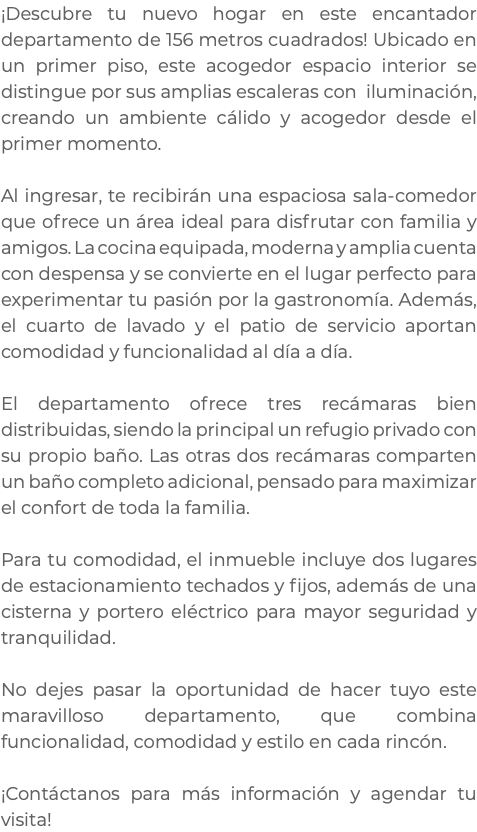 ¡Descubre tu nuevo hogar en este encantador
departamento de 156 metros cuadrados! Ubicado en
un primer piso, este acogedor espacio interior se
distingue por sus amplias escaleras con iluminación,
creando un ambiente cálido y acogedor desde el
primer momento.

Al ingresar, te recibirán una espaciosa sala-comedor
que ofrece un área ideal para disfrutar con familia y
amigos. La cocina equipada, moderna y amplia cuenta
con despensa y se convierte en el lugar perfecto para
experimentar tu pasión por la gastronomía. Además,
el cuarto de lavado y el patio de servicio aportan
comodidad y funcionalidad al día a día.

El departamento ofrece tres recámaras bien
distribuidas, siendo la principal un refugio privado con
su propio baño. Las otras dos recámaras comparten
un baño completo adicional, pensado para maximizar
el confort de toda la familia.

Para tu comodidad, el inmueble incluye dos lugares
de estacionamiento techados y fijos, además de una
cisterna y portero eléctrico para mayor seguridad y
tranquilidad.

No dejes pasar la oportunidad de hacer tuyo este
maravilloso departamento, que combina
funcionalidad, comodidad y estilo en cada rincón.

¡Contáctanos para más información y agendar tu
visita!